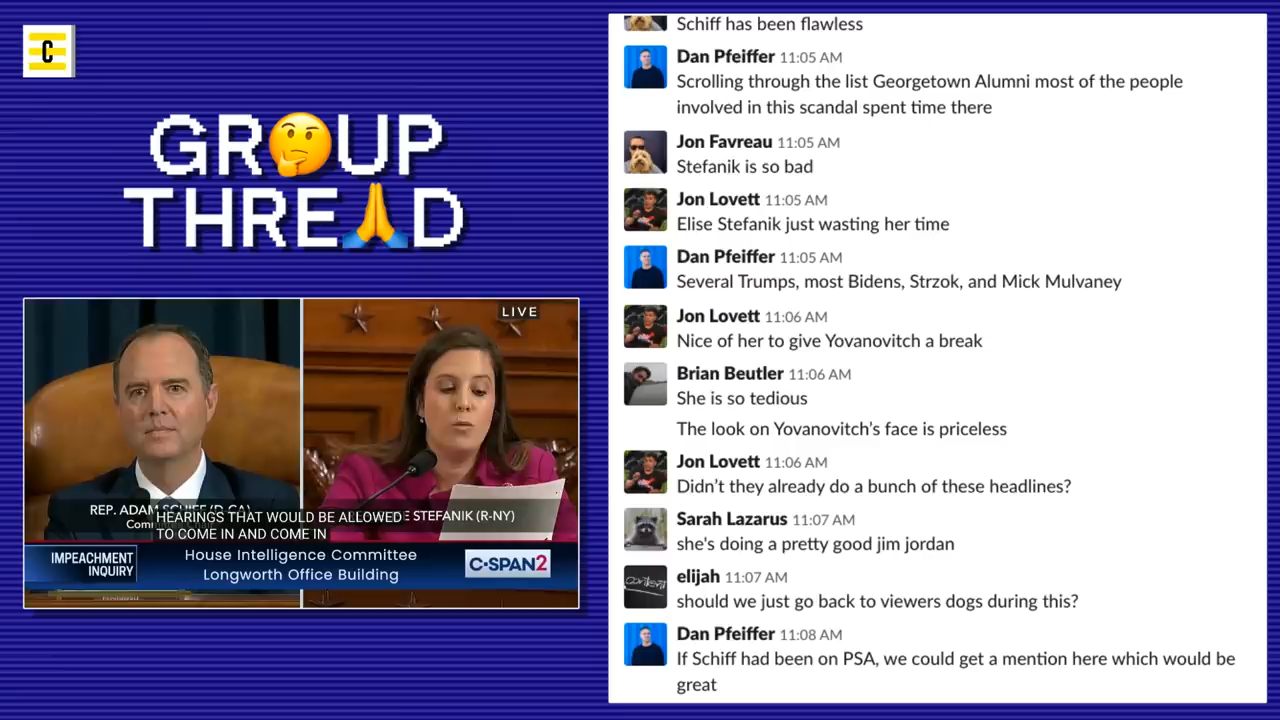 C
GR🤔UP
THRE🙏D
LIVE
REP. ADAM SCHIFF (D-CA)
STEFANIK (R-NY)
HEARINGS THAT WOULD BE ALLOWED
TO COME IN AND COME IN
IMPEACHMENT
INQUIRY
House Intelligence Committee
Longworth Office Building
C-SPAN2
Schiff has been flawless
Dan Pfeiffer 11:05 AM
Scrolling through the list Georgetown Alumni most of the people
involved in this scandal spent time there
Jon Favreau 11:05 AM
Stefanik is so bad
Jon Lovett 11:05 AM
Elise Stefanik just wasting her time
Dan Pfeiffer 11:05 AM
Several Trumps, most Bidens, Strzok, and Mick Mulvaney
Jon Lovett 11:06 AM
Nice of her to give Yovanovitch a break
Brian Beutler 11:06 AM
She is so tedious
The look on Yovanovitch's face is priceless
Jon Lovett 11:06 AM
Didn't they already do a bunch of these headlines?
Sarah Lazarus 11:07 AM
she's doing a pretty good jim jordan
elijah 11:07 AM
should we just go back to viewers dogs during this?
Dan Pfeiffer 11:08 AM
If Schiff had been on PSA, we could get a mention here which would be
great